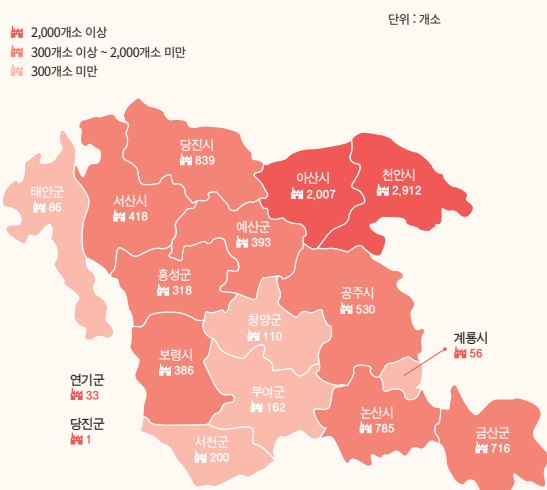 단위 : 개소
2,000개소 이상
300개소 이상 ~ 2,000개소 미만
300개소 미만
당진시
839
아산시
2,007
천안시
2,912
태안군
86
서산시
418
예산군
393
홍성군
318
공주시
530
청양군
110
계룡시
56
보령시
386
연기군
33
부여군
162
논산시
785
당진군
1
금산군
716
서천군
200